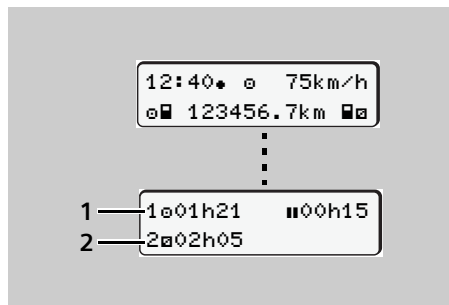 12:40● ⊙ 75km/h
⊙▮ 123456.7km ▮⧄
1 1⊙01h21 ▮▮00h15
2 2⧄02h05